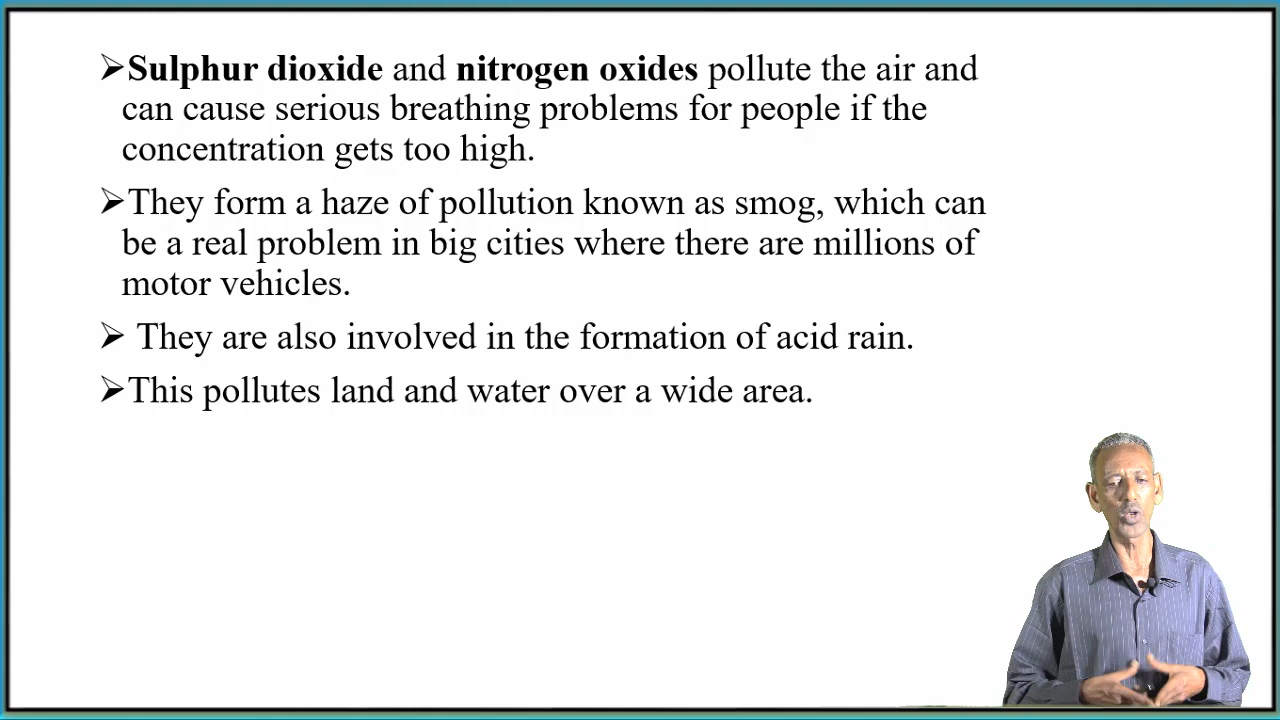 ➢Sulphur dioxide and nitrogen oxides pollute the air and
can cause serious breathing problems for people if the
concentration gets too high.
➢They form a haze of pollution known as smog, which can
be a real problem in big cities where there are millions of
motor vehicles.
➢ They are also involved in the formation of acid rain.
➢This pollutes land and water over a wide area.